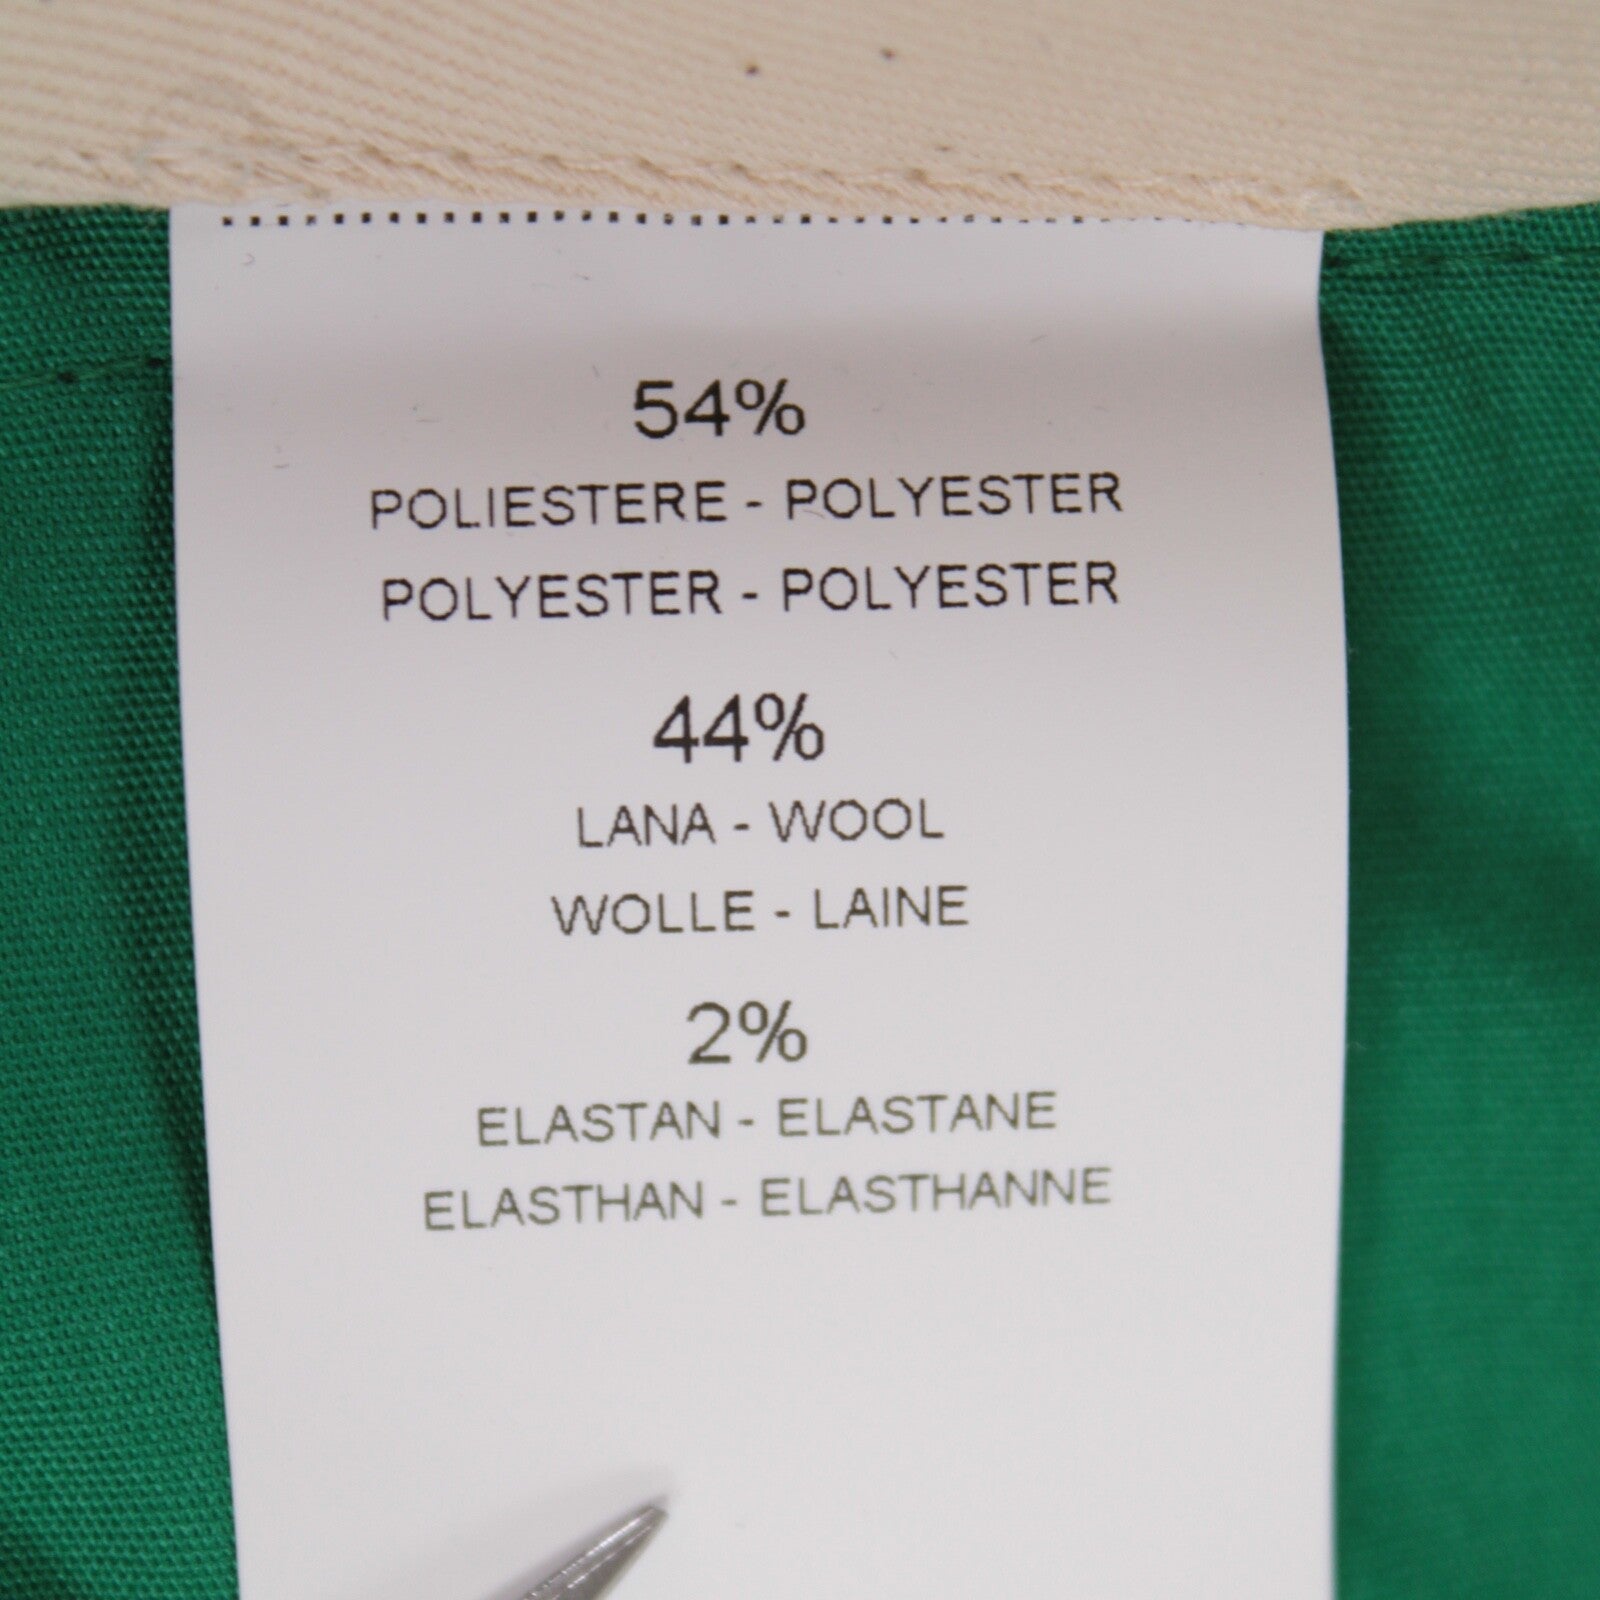 54%
POLIESTERE - POLYESTER
POLYESTER - POLYESTER
44%
LANA - WOOL
WOLLE - LAINE
2%
ELASTAN - ELASTANE
ELASTHAN - ELASTHANNE